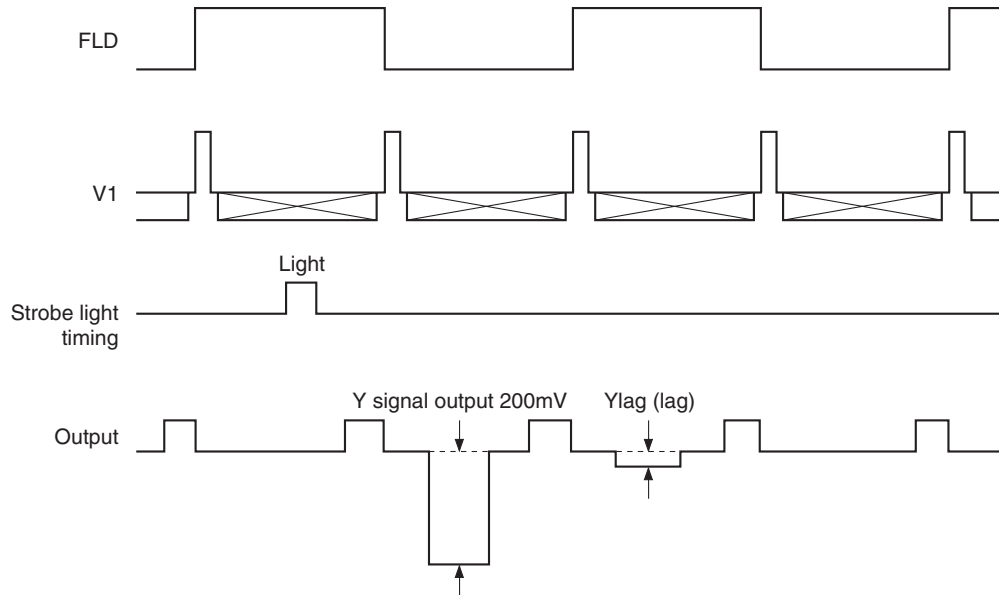 FLD
V1
Light
Strobe light
timing
Y signal output 200mV
Ylag (lag)
Output